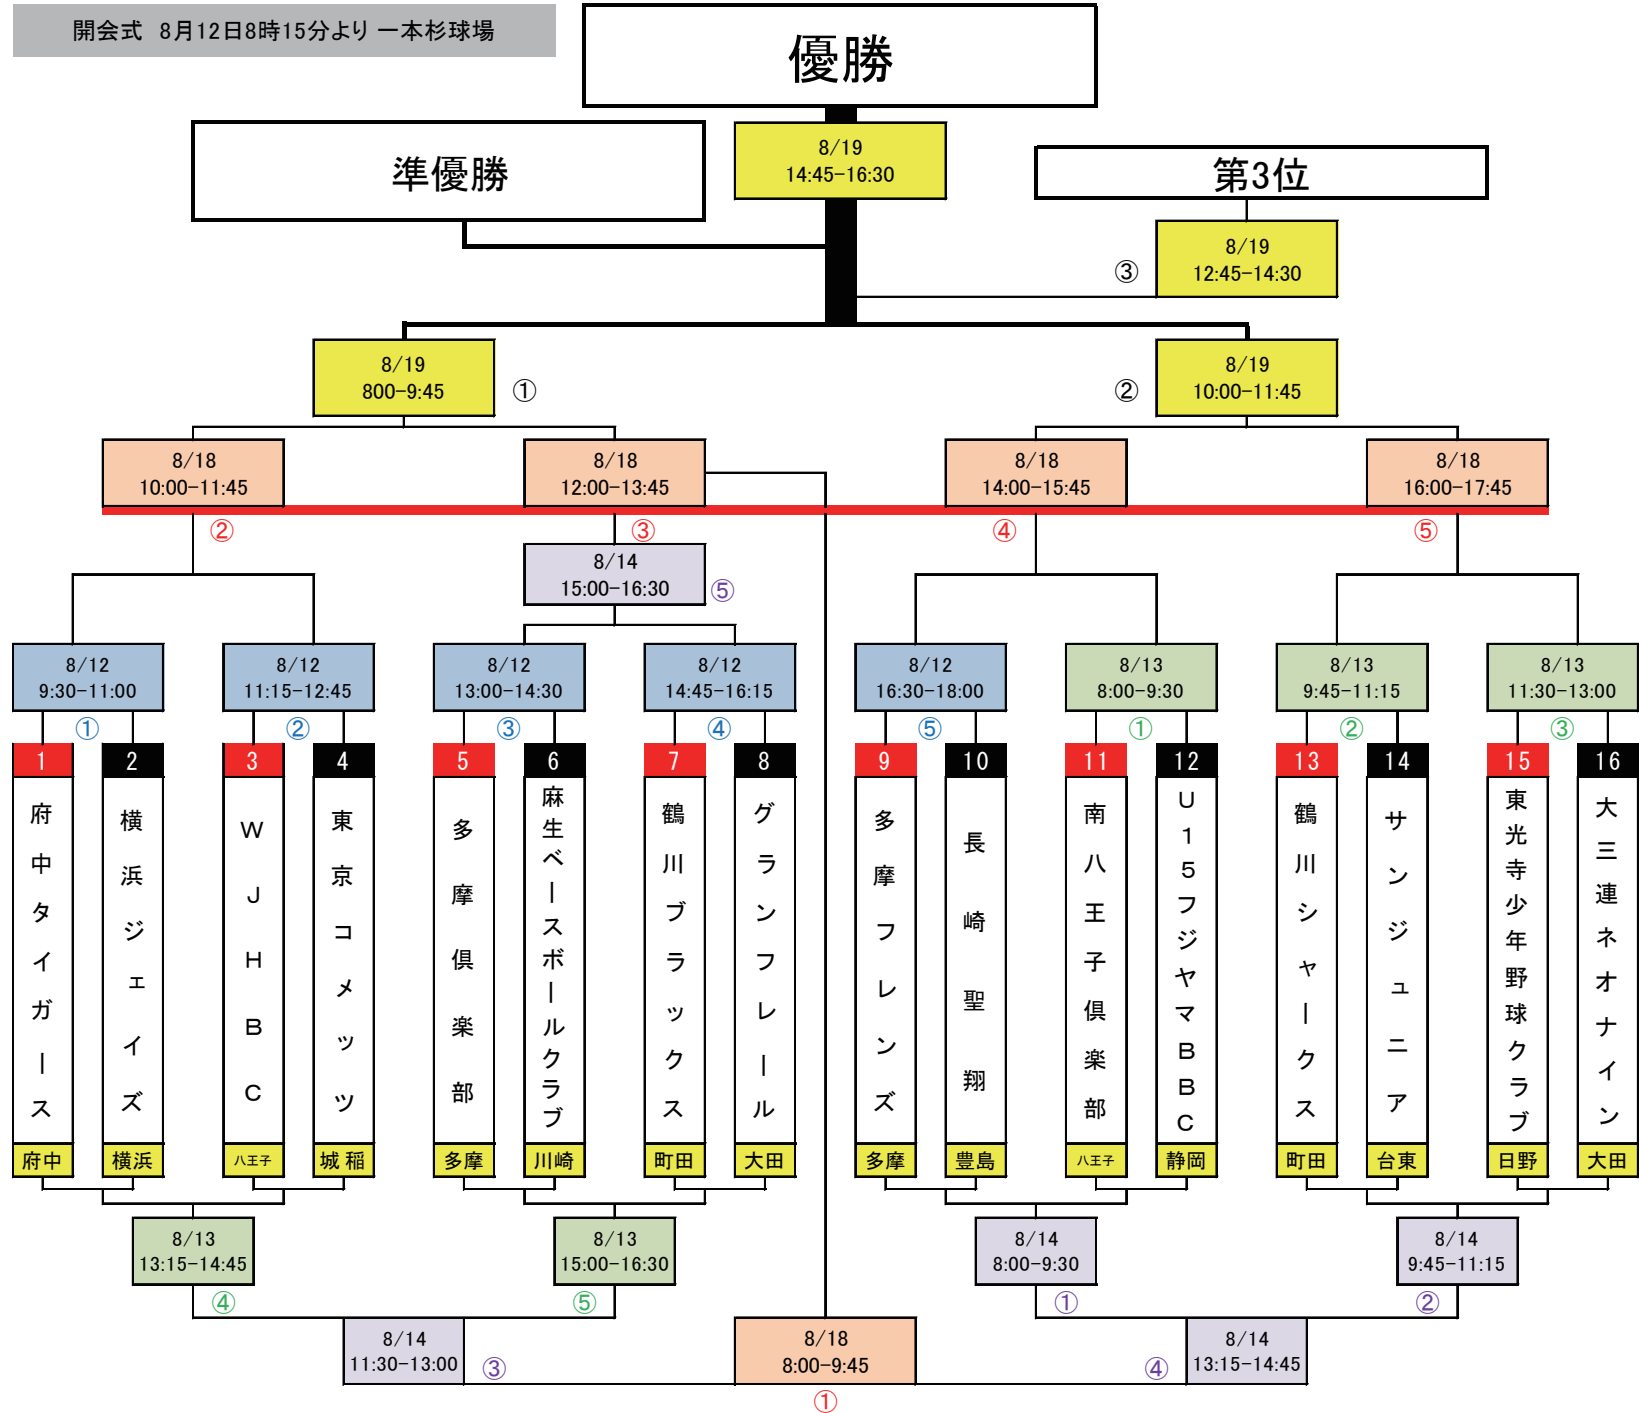 開会式 8月12日8時15分より 一本杉球場
優勝
準優勝
8/19
14:45-16:30
第3位
8/19
12:45-14:30
③
8/19
800-9:45
①
②
8/19
10:00-11:45
8/18
10:00-11:45
8/18
12:00-13:45
8/18
14:00-15:45
8/18
16:00-17:45
②
③
④
⑤
8/14
15:00-16:30
⑤
8/12
9:30-11:00
8/12
11:15-12:45
8/12
13:00-14:30
8/12
14:45-16:15
8/12
16:30-18:00
8/13
8:00-9:30
8/13
9:45-11:15
8/13
11:30-13:00
①
②
③
④
⑤
①
②
③
1
2
3
4
5
6
7
8
9
10
11
12
13
14
15
16
府中タイガース
横浜ジェイズ
WJHBC
東京コメッツ
多摩倶楽部
麻生ベースボールクラブ
鶴川ブラックス
グランフレール
多摩フレンズ
長崎聖翔
南八王子倶楽部
U15フジヤマBBC
鶴川シャークス
サンジュニア
東光寺少年野球クラブ
大三連ネオナイン
府中
横浜
八王子
城稲
多摩
川崎
町田
大田
多摩
豊島
八王子
静岡
町田
台東
日野
大田
8/13
13:15-14:45
8/13
15:00-16:30
8/14
8:00-9:30
8/14
9:45-11:15
④
⑤
①
②
8/14
11:30-13:00
③
8/18
8:00-9:45
④
8/14
13:15-14:45
①